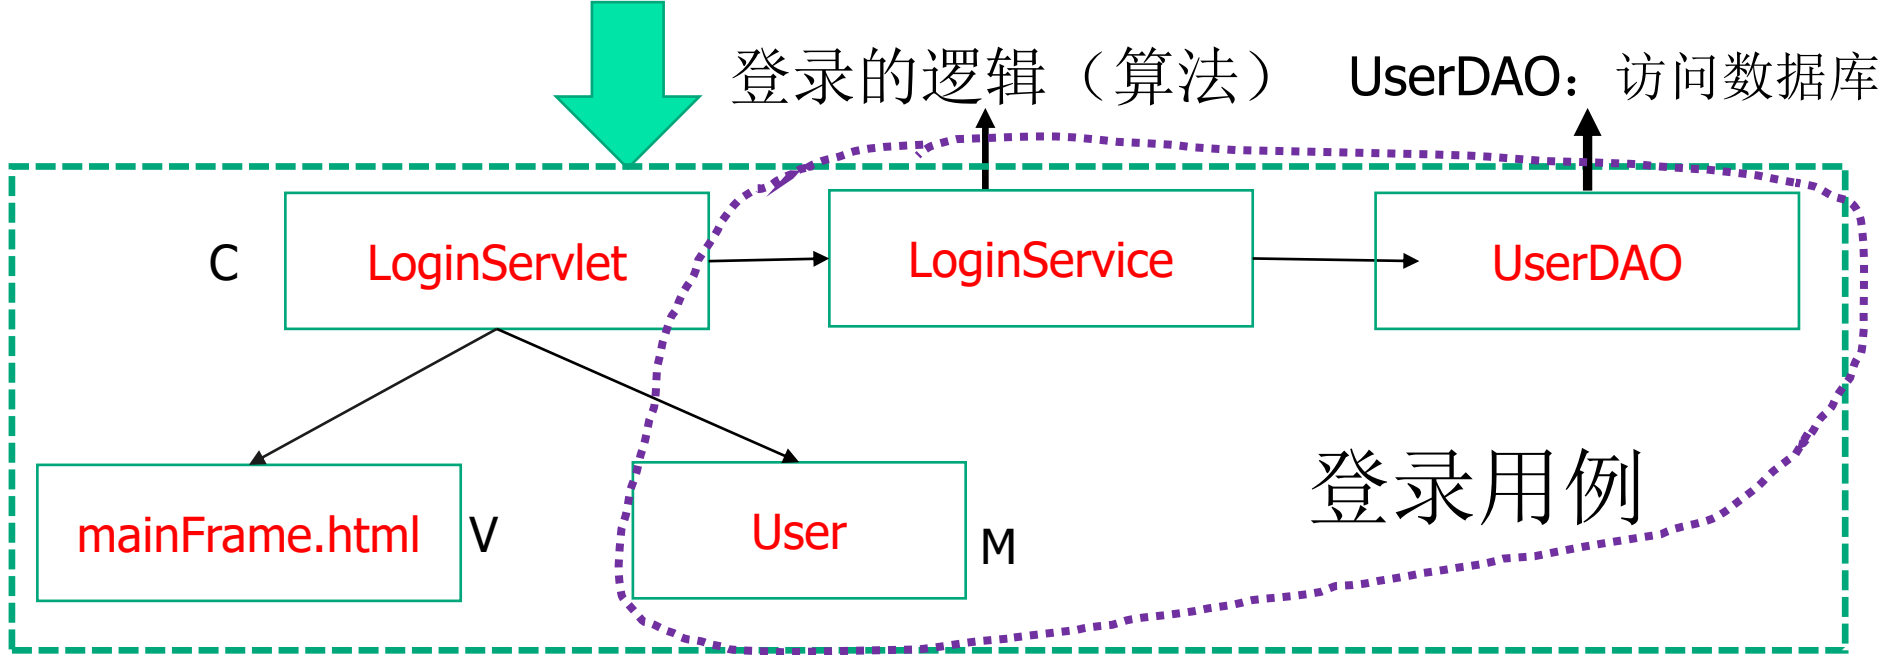 登录的逻辑（算法）
UserDAO：访问数据库
C
LoginServlet
LoginService
UserDAO
登录用例
mainFrame.html
V
User
M